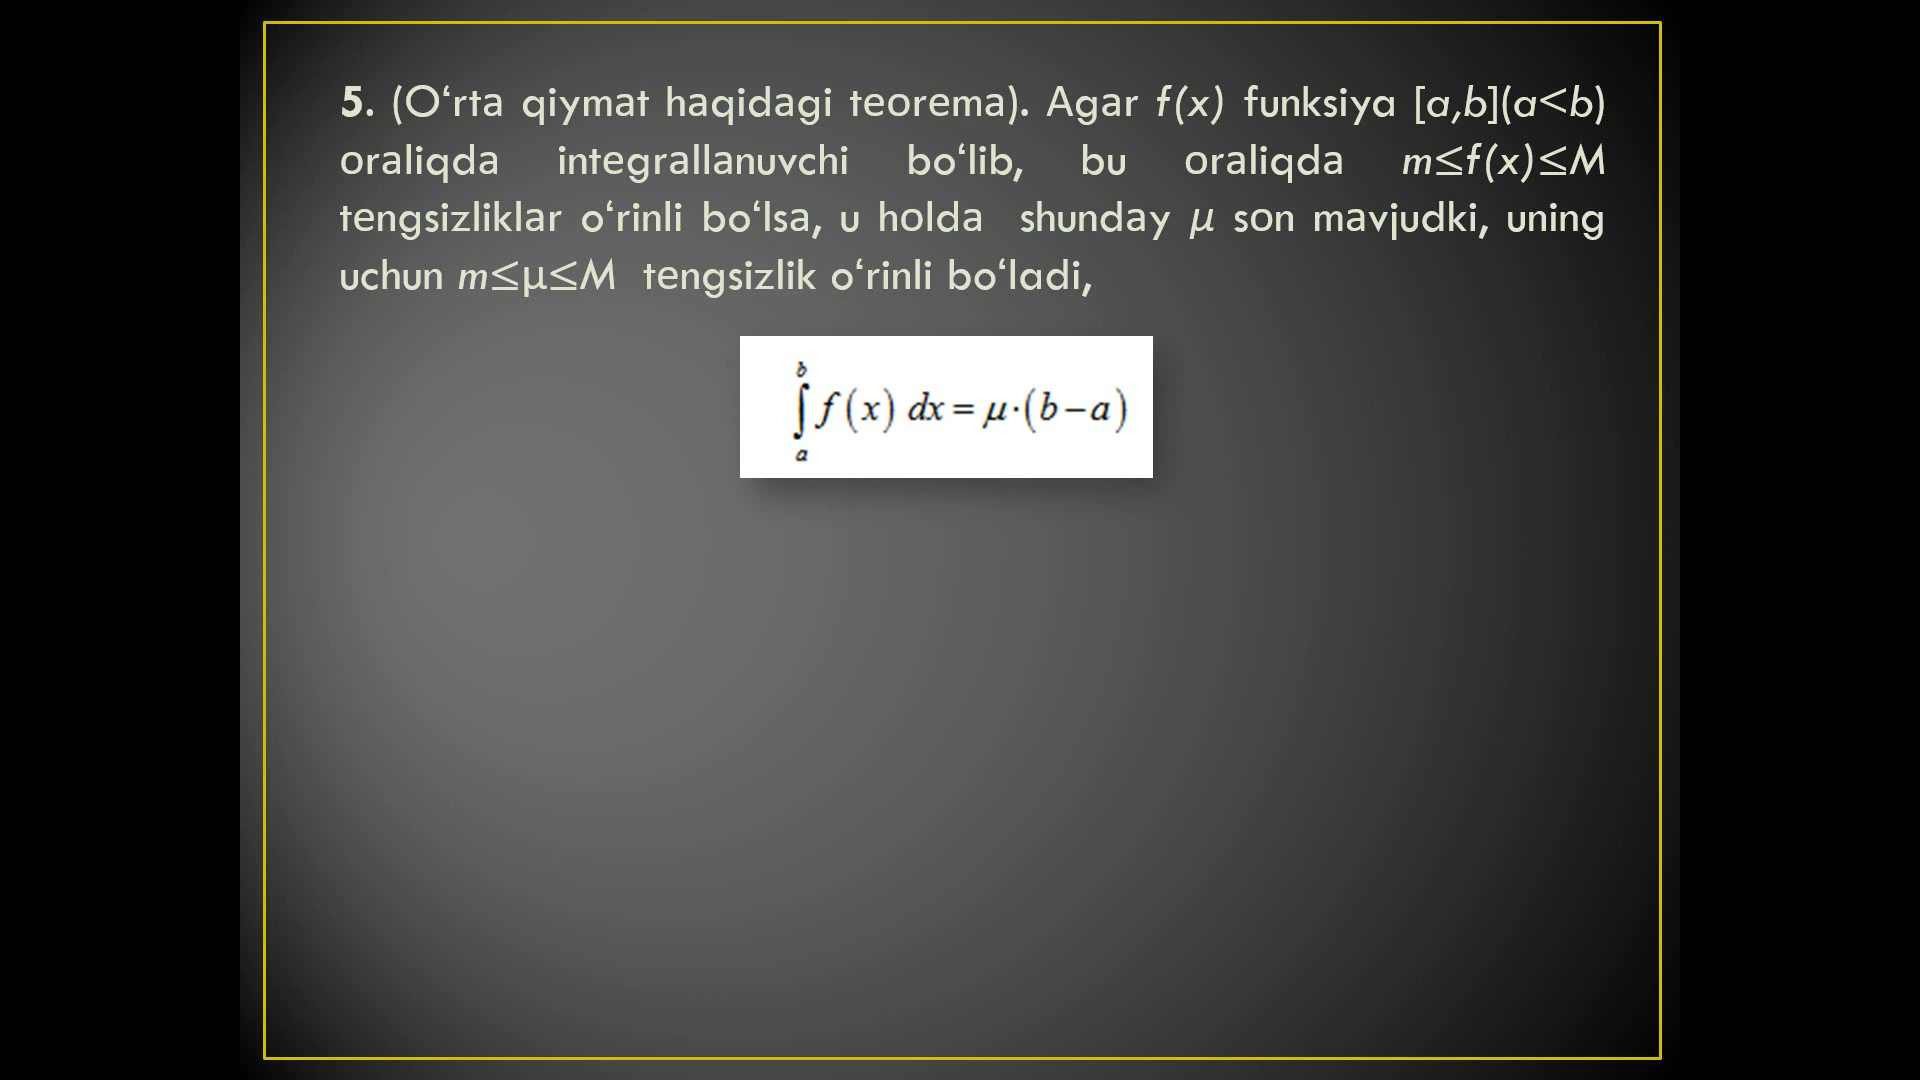 5. (O‘rta qiymat haqidagi teorema). Agar f(x) funksiya [a,b](a<b)
oraliqda integrallanuvchi bo‘lib, bu oraliqda m≤f(x)≤M
tengsizliklar o‘rinli bo‘lsa, u holda shunday μ son mavjudki, uning
uchun m≤μ≤M tengsizlik o‘rinli bo‘ladi,
∫_a^b f(x) dx = μ·(b−a)